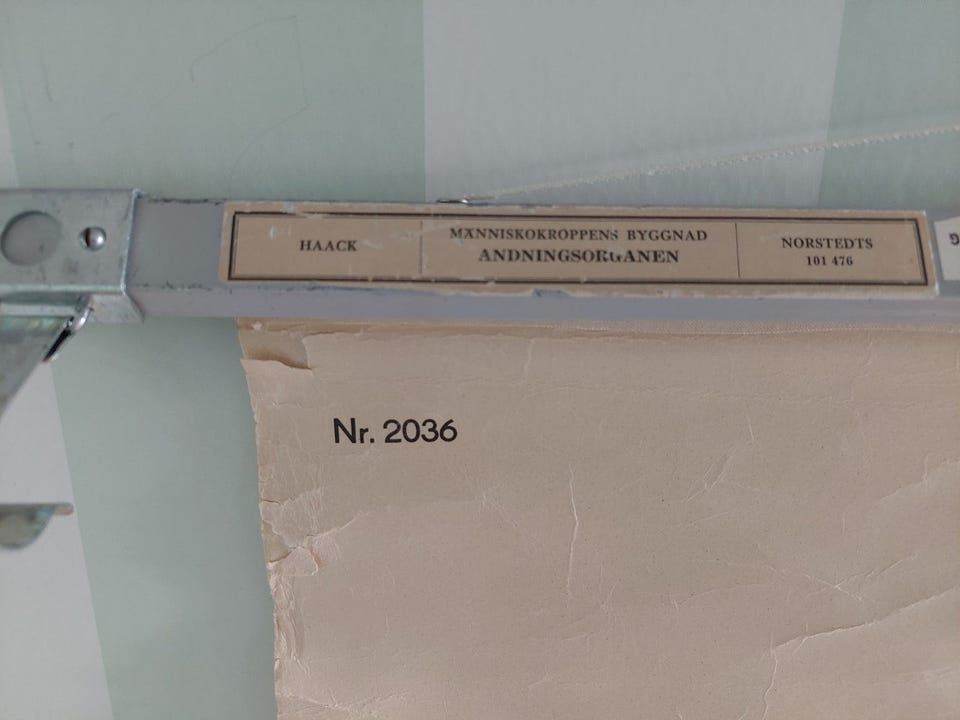 HAACK
MÄNNISKOKROPPENS BYGGNAD
ANDNINGSORGANEN
NORSTEDTS
101 476
Nr. 2036